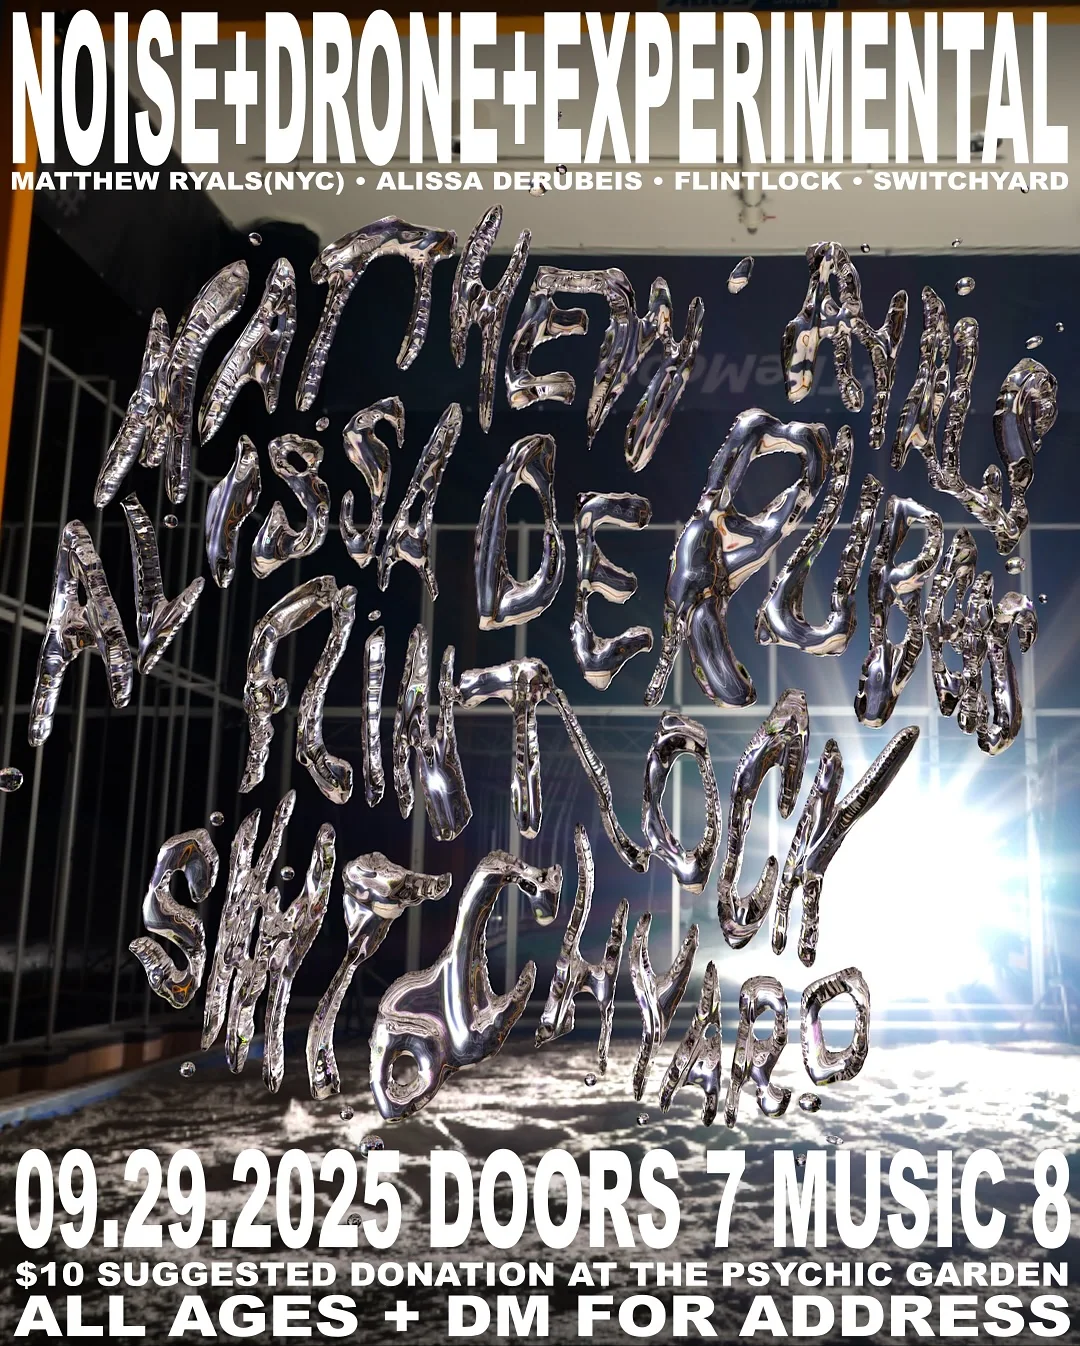 NOISE+DRONE+EXPERIMENTAL
MATTHEW RYALS(NYC) • ALISSA DERUBEIS • FLINTLOCK • SWITCHYARD
MATTHEW RYALS
ALISSA DERUBEIS
FLINTLOCK
SWITCHYARD
09.29.2025 DOORS 7 MUSIC 8
$10 SUGGESTED DONATION AT THE PSYCHIC GARDEN
ALL AGES + DM FOR ADDRESS